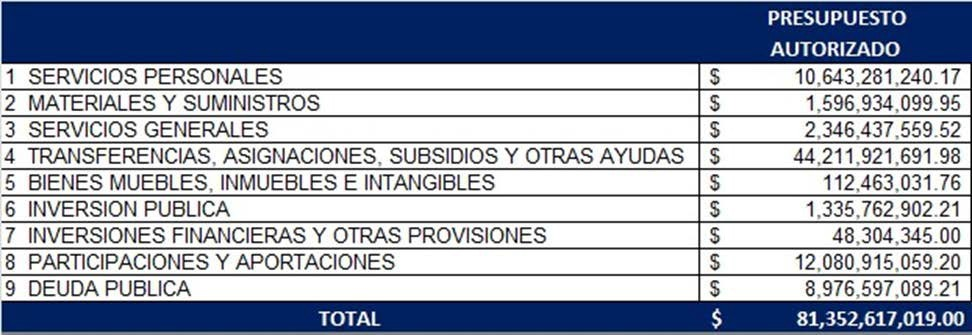 PRESUPUESTO
AUTORIZADO
1 SERVICIOS PERSONALES $ 10,643,281,240.17
2 MATERIALES Y SUMINISTROS $ 1,596,934,099.95
3 SERVICIOS GENERALES $ 2,346,437,559.52
4 TRANSFERENCIAS, ASIGNACIONES, SUBSIDIOS Y OTRAS AYUDAS $ 44,211,921,691.98
5 BIENES MUEBLES, INMUEBLES E INTANGIBLES $ 112,463,031.76
6 INVERSION PUBLICA $ 1,335,762,902.21
7 INVERSIONES FINANCIERAS Y OTRAS PROVISIONES $ 48,304,345.00
8 PARTICIPACIONES Y APORTACIONES $ 12,080,915,059.20
9 DEUDA PUBLICA $ 8,976,597,089.21
TOTAL $ 81,352,617,019.00